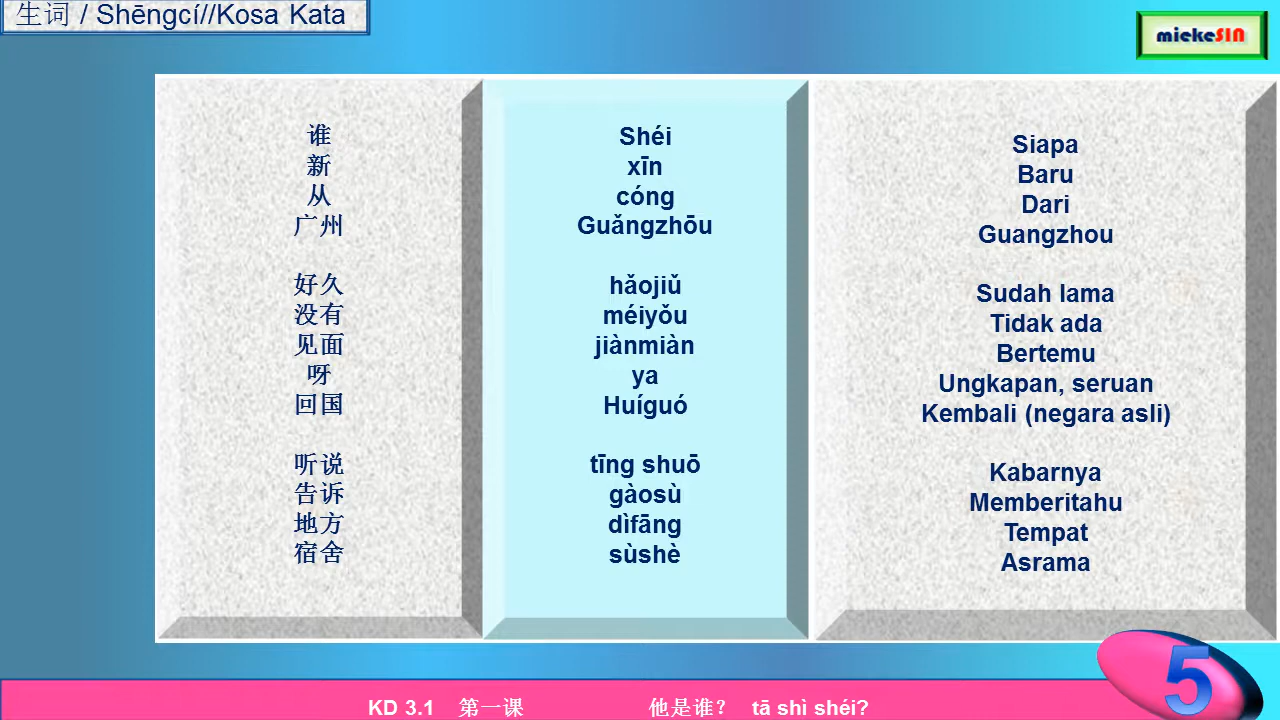 生词 / Shēngcí//Kosa Kata
miekeSIN
谁
新
从
广州
好久
没有
见面
呀
回国
听说
告诉
地方
宿舍
Shéi
xīn
cóng
Guǎngzhōu
hǎojiǔ
méiyǒu
jiànmiàn
ya
Huíguó
tīng shuō
gàosù
dìfāng
sùshè
Siapa
Baru
Dari
Guangzhou
Sudah lama
Tidak ada
Bertemu
Ungkapan, seruan
Kembali (negara asli)
Kabarnya
Memberitahu
Tempat
Asrama
KD 3.1 第一课 他是谁？ tā shì shéi?
5